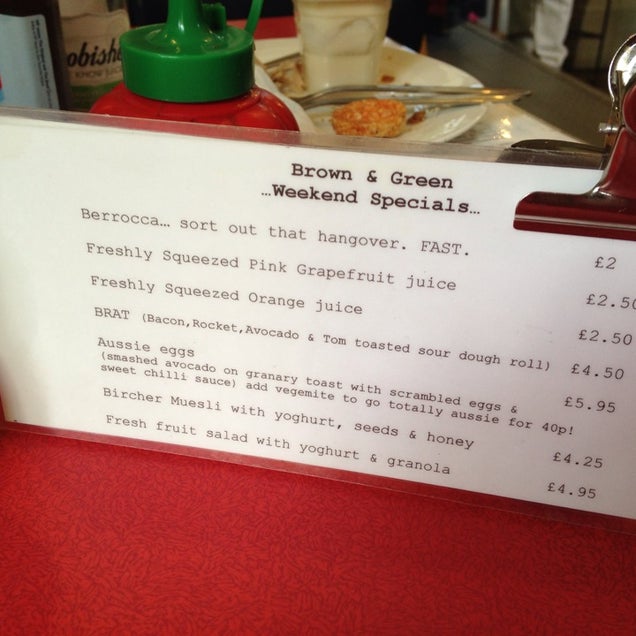 obish
Brown & Green
…Weekend Specials…
Berrocca… sort out that hangover. FAST. £2
Freshly Squeezed Pink Grapefruit juice £2.50
Freshly Squeezed Orange juice £2.50
BRAT (Bacon,Rocket,Avocado & Tom toasted sour dough roll) £4.50
Aussie eggs £5.95
(smashed avocado on granary toast with scrambled eggs &
sweet chilli sauce) add vegemite to go totally aussie for 40p!
Bircher Muesli with yoghurt, seeds & honey £4.25
Fresh fruit salad with yoghurt & granola £4.95